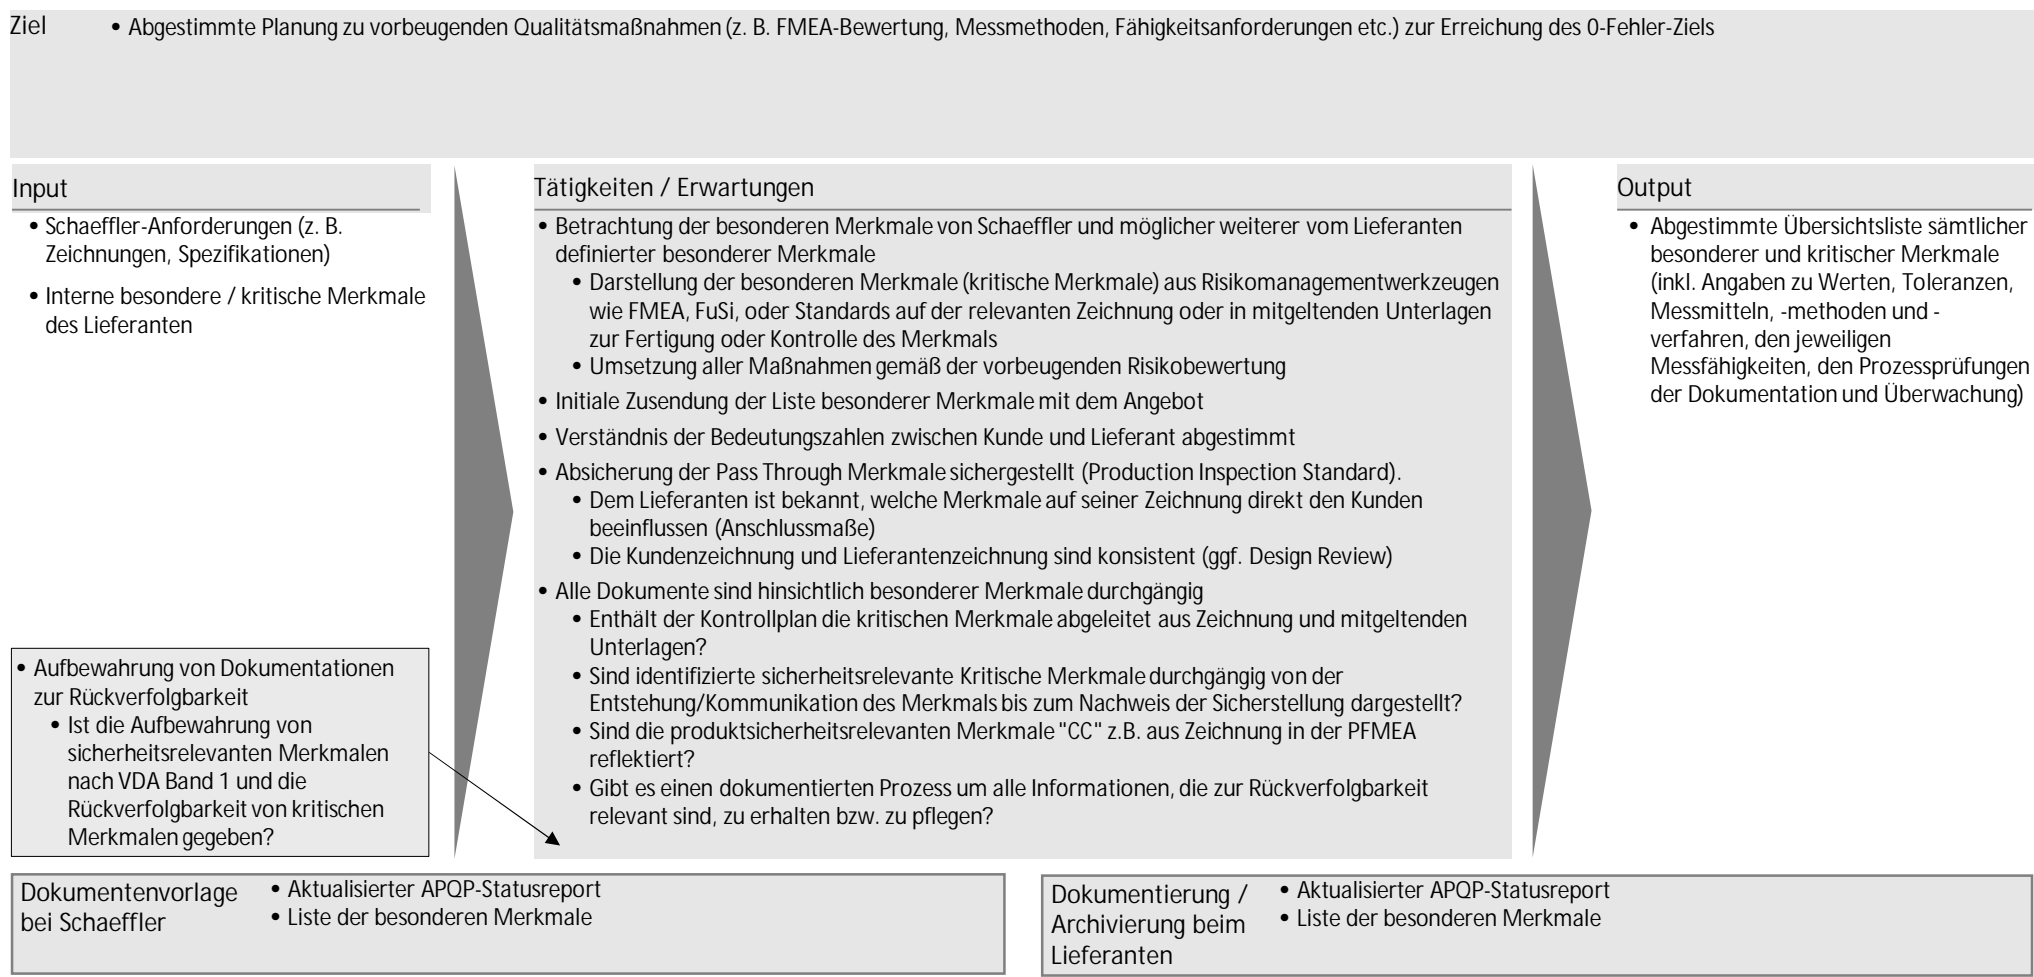 Ziel
• Abgestimmte Planung zu vorbeugenden Qualitätsmaßnahmen (z. B. FMEA-Bewertung, Messmethoden, Fähigkeitsanforderungen etc.) zur Erreichung des 0-Fehler-Ziels
Input
• Schaeffler-Anforderungen (z. B.
Zeichnungen, Spezifikationen)
• Interne besondere / kritische Merkmale
des Lieferanten
• Aufbewahrung von Dokumentationen
zur Rückverfolgbarkeit
• Ist die Aufbewahrung von
sicherheitsrelevanten Merkmalen
nach VDA Band 1 und die
Rückverfolgbarkeit von kritischen
Merkmalen gegeben?
Tätigkeiten / Erwartungen
• Betrachtung der besonderen Merkmale von Schaeffler und möglicher weiterer vom Lieferanten
definierter besonderer Merkmale
• Darstellung der besonderen Merkmale (kritische Merkmale) aus Risikomanagementwerkzeugen
wie FMEA, FuSi, oder Standards auf der relevanten Zeichnung oder in mitgeltenden Unterlagen
zur Fertigung oder Kontrolle des Merkmals
• Umsetzung aller Maßnahmen gemäß der vorbeugenden Risikobewertung
• Initiale Zusendung der Liste besonderer Merkmale mit dem Angebot
• Verständnis der Bedeutungszahlen zwischen Kunde und Lieferant abgestimmt
• Absicherung der Pass Through Merkmale sichergestellt (Production Inspection Standard).
• Dem Lieferanten ist bekannt, welche Merkmale auf seiner Zeichnung direkt den Kunden
beeinflussen (Anschlussmaße)
• Die Kundenzeichnung und Lieferantenzeichnung sind konsistent (ggf. Design Review)
• Alle Dokumente sind hinsichtlich besonderer Merkmale durchgängig
• Enthält der Kontrollplan die kritischen Merkmale abgeleitet aus Zeichnung und mitgeltenden
Unterlagen?
• Sind identifizierte sicherheitsrelevante Kritische Merkmale durchgängig von der
Entstehung/Kommunikation des Merkmals bis zum Nachweis der Sicherstellung dargestellt?
• Sind die produktsicherheitsrelevanten Merkmale "CC" z.B. aus Zeichnung in der PFMEA
reflektiert?
• Gibt es einen dokumentierten Prozess um alle Informationen, die zur Rückverfolgbarkeit
relevant sind, zu erhalten bzw. zu pflegen?
Output
• Abgestimmte Übersichtsliste sämtlicher
besonderer und kritischer Merkmale
(inkl. Angaben zu Werten, Toleranzen,
Messmitteln, -methoden und -
verfahren, den jeweiligen
Messfähigkeiten, den Prozessprüfungen
der Dokumentation und Überwachung)
Dokumentenvorlage
bei Schaeffler
• Aktualisierter APQP-Statusreport
• Liste der besonderen Merkmale
Dokumentierung /
Archivierung beim
Lieferanten
• Aktualisierter APQP-Statusreport
• Liste der besonderen Merkmale